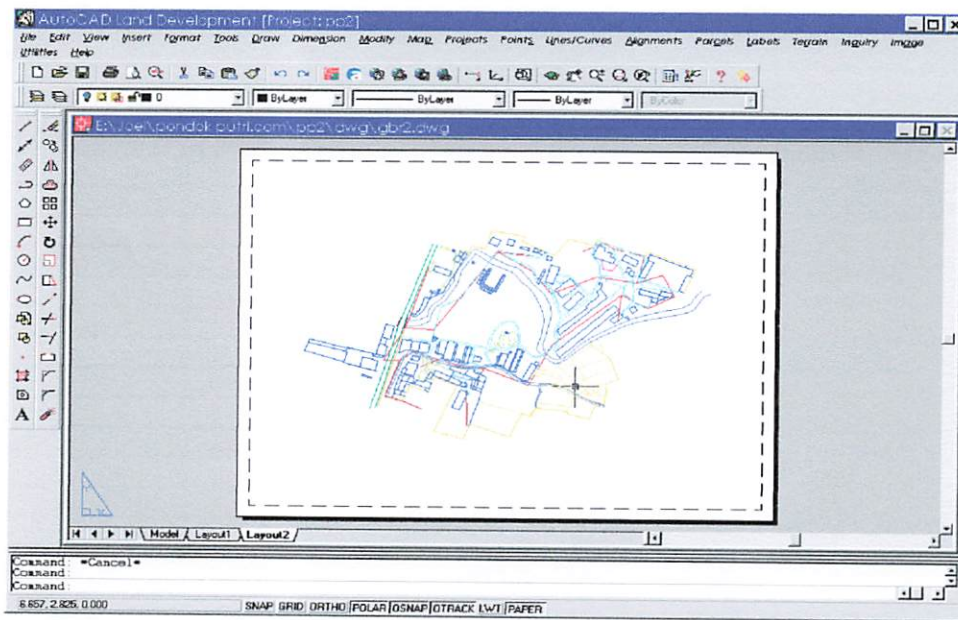 AutoCAD Land Development [Project: pp2]
File Edit View Insert Format Tools Draw Dimension Modify Map Projects Points Lines/Curves Alignments Parcels Labels Terrain Inquiry Image
Utilities Help
0 ByLayer ByLayer ByLayer ByColor
E:\Joel\pondok putri.com\pp2\dwg\gbr2.dwg
Model Layout1 Layout2
Command: *Cancel*
Command:
Command:
6.657, 2.825, 0.000 SNAP GRID ORTHO POLAR OSNAP OTRACK LWT PAPER